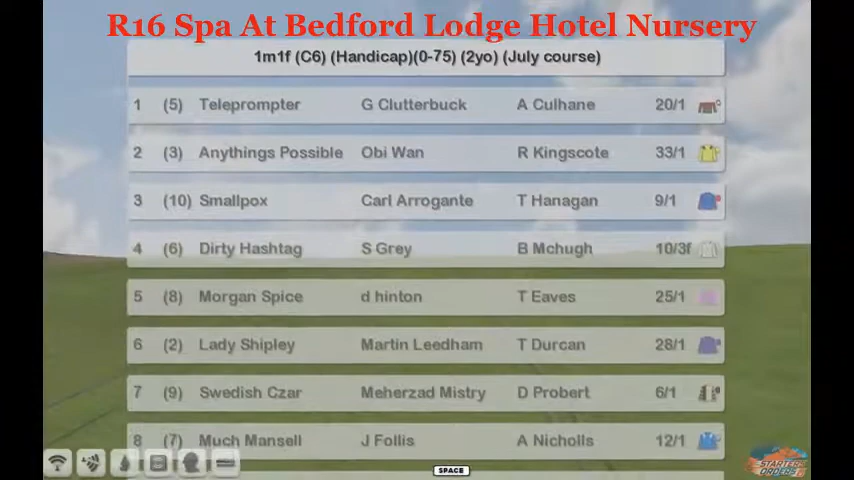 R16 Spa At Bedford Lodge Hotel Nursery
1m1f (C6) (Handicap)(0-75) (2yo) (July course)
1 (5) Teleprompter G Clutterbuck A Culhane 20/1
2 (3) Anythings Possible Obi Wan R Kingscote 33/1
3 (10) Smallpox Carl Arrogante T Hanagan 9/1
4 (6) Dirty Hashtag S Grey B Mchugh 10/3f
5 (8) Morgan Spice d hinton T Eaves 25/1
6 (2) Lady Shipley Martin Leedham T Durcan 28/1
7 (9) Swedish Czar Meherzad Mistry D Probert 6/1
8 (7) Much Mansell J Follis A Nicholls 12/1
SPACE
STARTERS
ORDERS